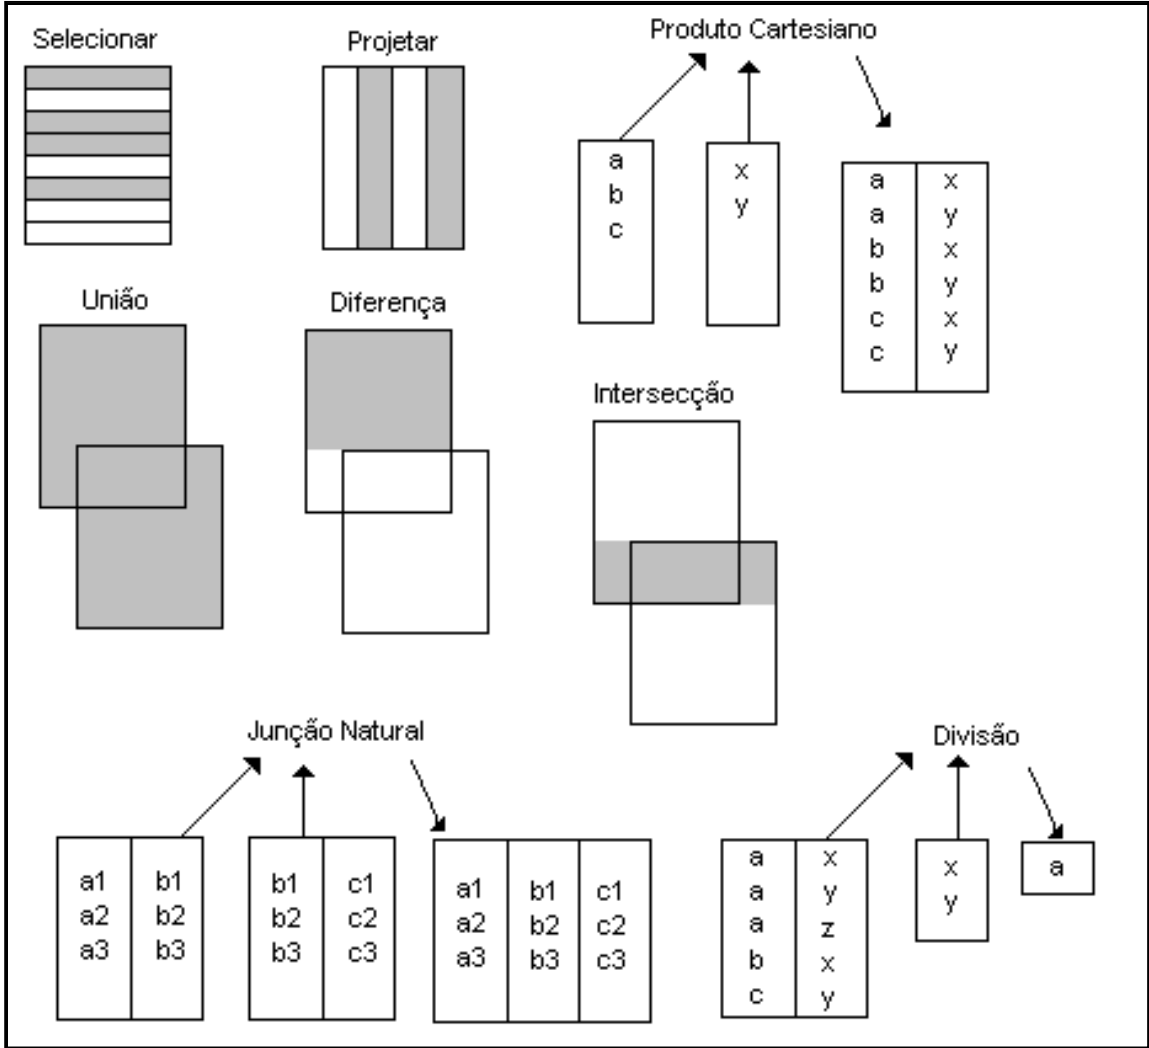 Selecionar
Projetar
Produto Cartesiano
a
b
c
x
y
a x
a y
b x
b y
c x
c y
União
Diferença
Intersecção
Junção Natural
a1 b1
a2 b2
a3 b3
b1 c1
b2 c2
b3 c3
a1 b1 c1
a2 b2 c2
a3 b3 c3
Divisão
a x
a y
a z
b x
c y
x
y
a